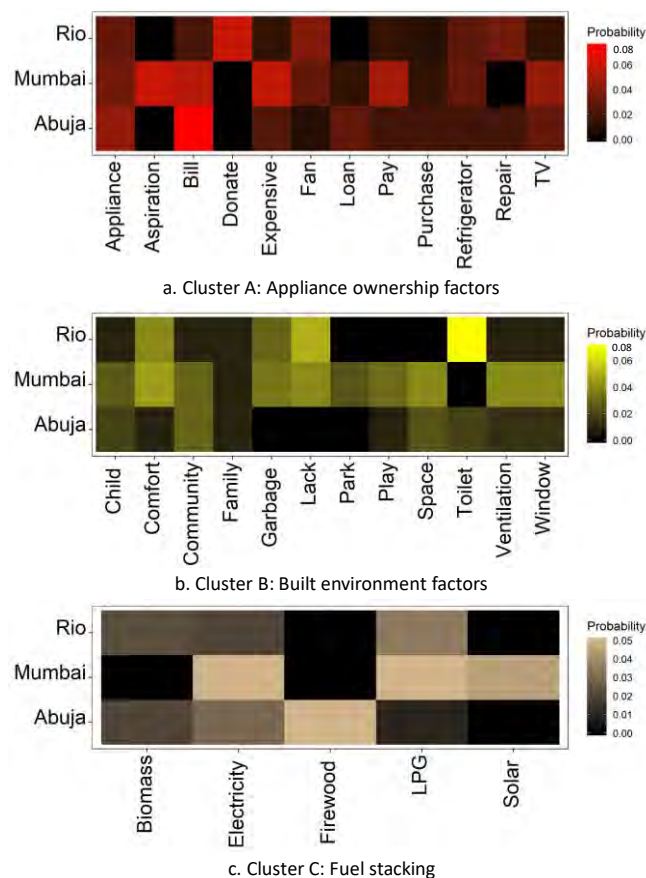 Rio
Mumbai
Abuja
Probability
0.08
0.06
0.04
0.02
0.00
Appliance
Aspiration
Bill
Donate
Expensive
Fan
Loan
Pay
Purchase
Refrigerator
Repair
TV
a. Cluster A: Appliance ownership factors
Rio
Mumbai
Abuja
Probability
0.08
0.06
0.04
0.02
0.00
Child
Comfort
Community
Family
Garbage
Lack
Park
Play
Space
Toilet
Ventilation
Window
b. Cluster B: Built environment factors
Rio
Mumbai
Abuja
Probability
0.05
0.04
0.03
0.02
0.01
0.00
Biomass
Electricity
Firewood
LPG
Solar
c. Cluster C: Fuel stacking